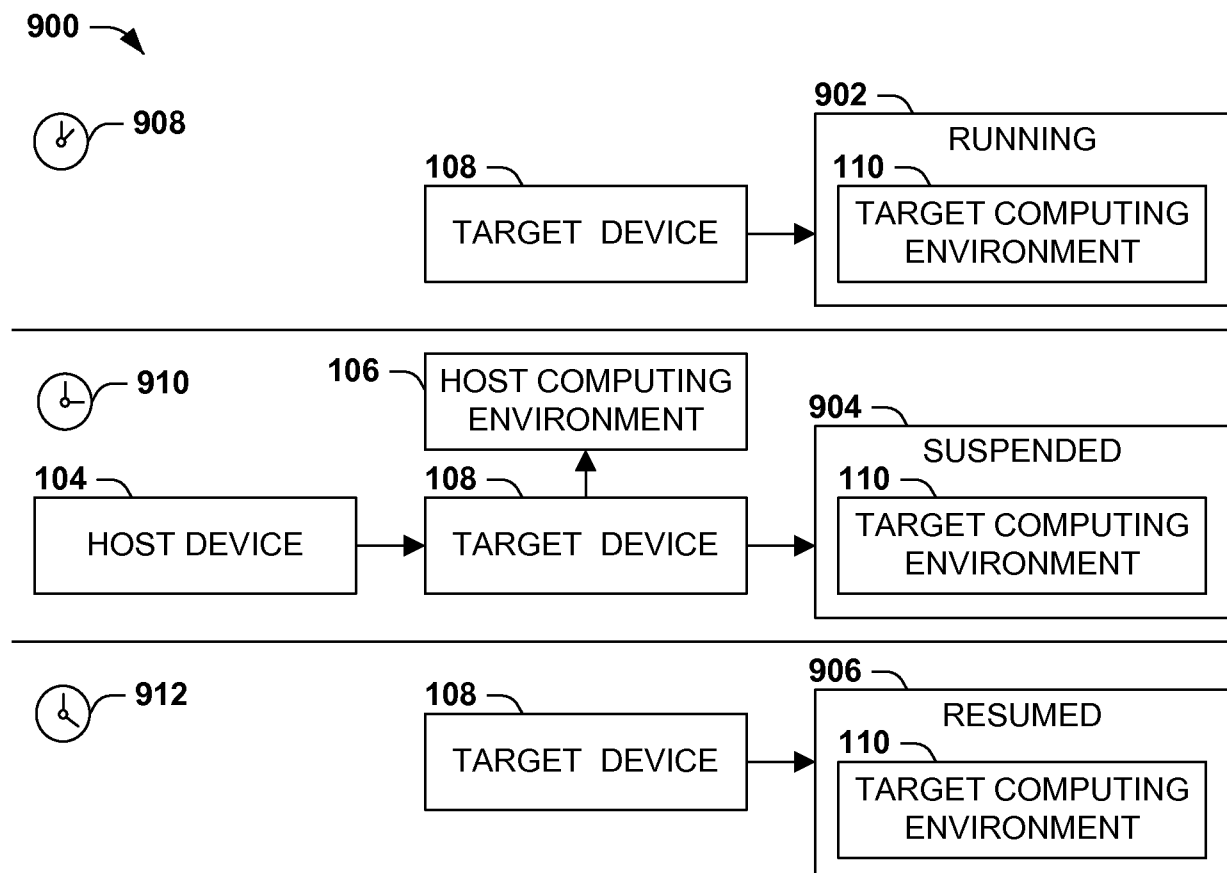 900
908
902
RUNNING
108
110
TARGET DEVICE
TARGET COMPUTING
ENVIRONMENT
910
106
HOST COMPUTING
ENVIRONMENT
904
SUSPENDED
104
108
110
HOST DEVICE
TARGET DEVICE
TARGET COMPUTING
ENVIRONMENT
912
108
906
RESUMED
110
TARGET DEVICE
TARGET COMPUTING
ENVIRONMENT